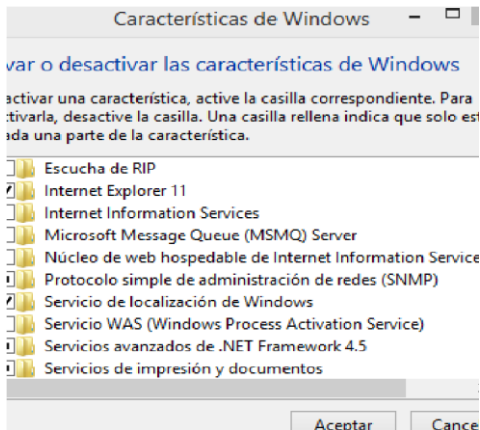 Características de Windows
var o desactivar las características de Windows
activar una característica, active la casilla correspondiente. Para
ctivarla, desactive la casilla. Una casilla rellena indica que solo est
ada una parte de la característica.
Escucha de RIP
Internet Explorer 11
Internet Information Services
Microsoft Message Queue (MSMQ) Server
Núcleo de web hospedable de Internet Information Service
Protocolo simple de administración de redes (SNMP)
Servicio de localización de Windows
Servicio WAS (Windows Process Activation Service)
Servicios avanzados de .NET Framework 4.5
Servicios de impresión y documentos
Aceptar Cance